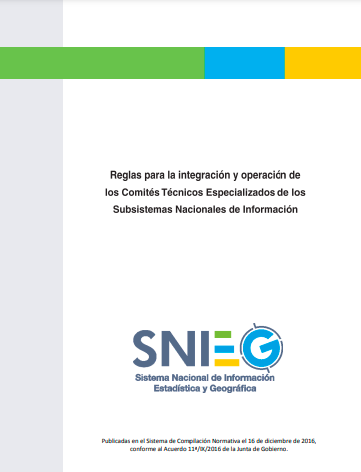 Reglas para la integración y operación de
los Comités Técnicos Especializados de los
Subsistemas Nacionales de Información
SNIEG
Sistema Nacional de Información
Estadística y Geográfica
Publicadas en el Sistema de Compilación Normativa el 16 de diciembre de 2016,
conforme al Acuerdo 11ª/IX/2016 de la Junta de Gobierno.